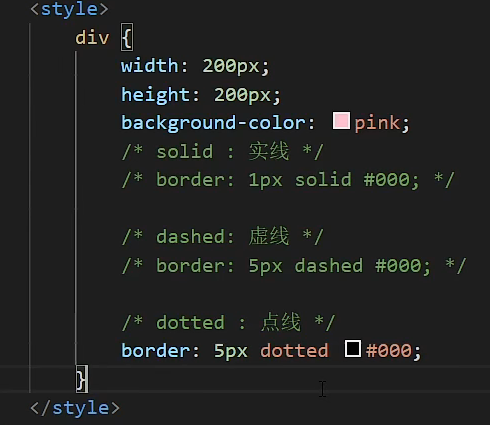 <style>
div {
width: 200px;
height: 200px;
background-color: pink;
/* solid : 实线 */
/* border: 1px solid #000; */
/* dashed: 虚线 */
/* border: 5px dashed #000; */
/* dotted : 点线 */
border: 5px dotted #000;
}
</style>